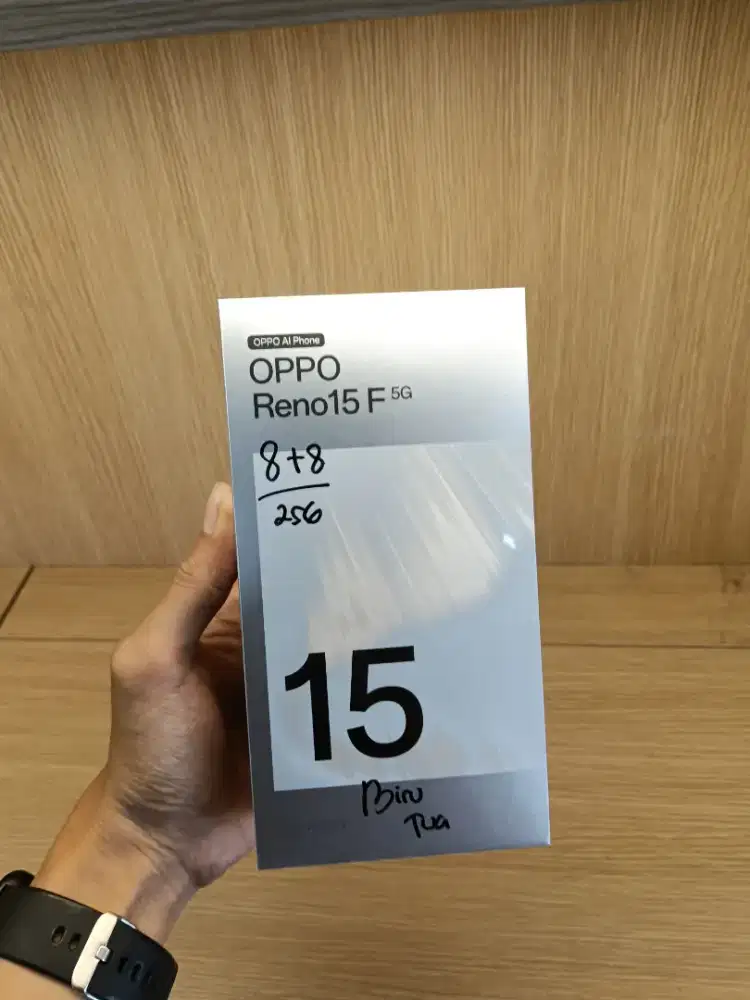 OPPO AI Phone
OPPO
Reno15 F 5G
8+8
256
15
Biru
Tua